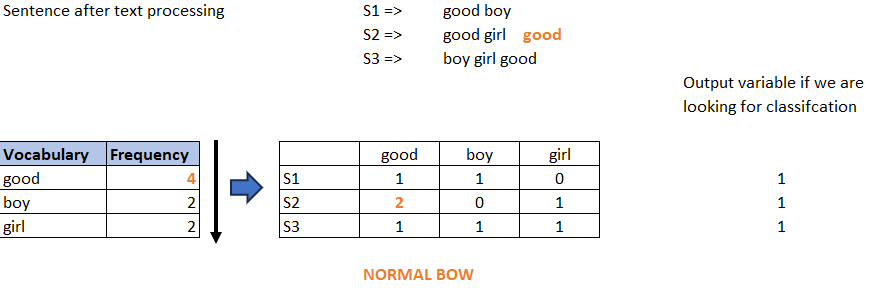 Sentence after text processing
S1 => good boy
S2 => good girl good
S3 => boy girl good
Output variable if we are
looking for classifcation
Vocabulary Frequency
good 4
boy 2
girl 2
good boy girl
S1 1 1 0 1
S2 2 0 1 1
S3 1 1 1 1
NORMAL BOW